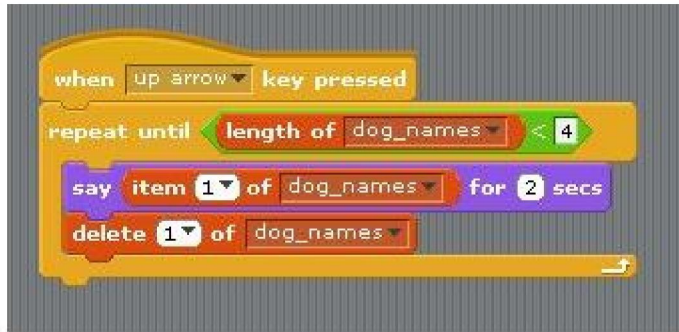 when up arrow key pressed
repeat until length of dog_names < 4
say item 1 of dog_names for 2 secs
delete 1 of dog_names